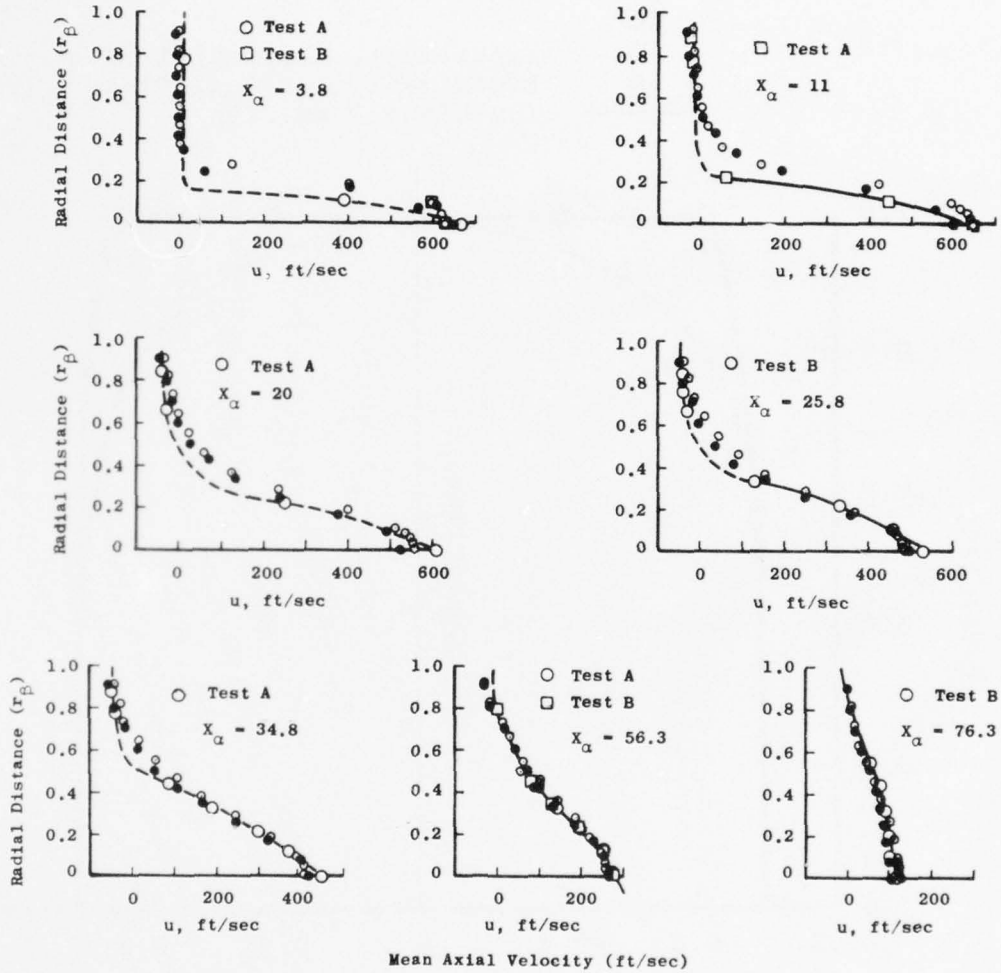 Radial Distance (rβ)
1.0
0.8
0.6
0.4
0.2
0
0 200 400 600
u, ft/sec
Test A
Test B
Xα = 3.8
1.0
0.8
0.6
0.4
0.2
0
0 200 400 600
u, ft/sec
Test A
Xα = 11
Radial Distance (rβ)
1.0
0.8
0.6
0.4
0.2
0
0 200 400 600
u, ft/sec
Test A
Xα = 20
1.0
0.8
0.6
0.4
0.2
0
0 200 400 600
u, ft/sec
Test B
Xα = 25.8
Radial Distance (rβ)
1.0
0.8
0.6
0.4
0.2
0
0 200 400
u, ft/sec
Test A
Xα = 34.8
1.0
0.8
0.6
0.4
0.2
0
0 200
u, ft/sec
Test A
Test B
Xα = 56.3
1.0
0.8
0.6
0.4
0.2
0
0 200
u, ft/sec
Test B
Xα = 76.3
Mean Axial Velocity (ft/sec)